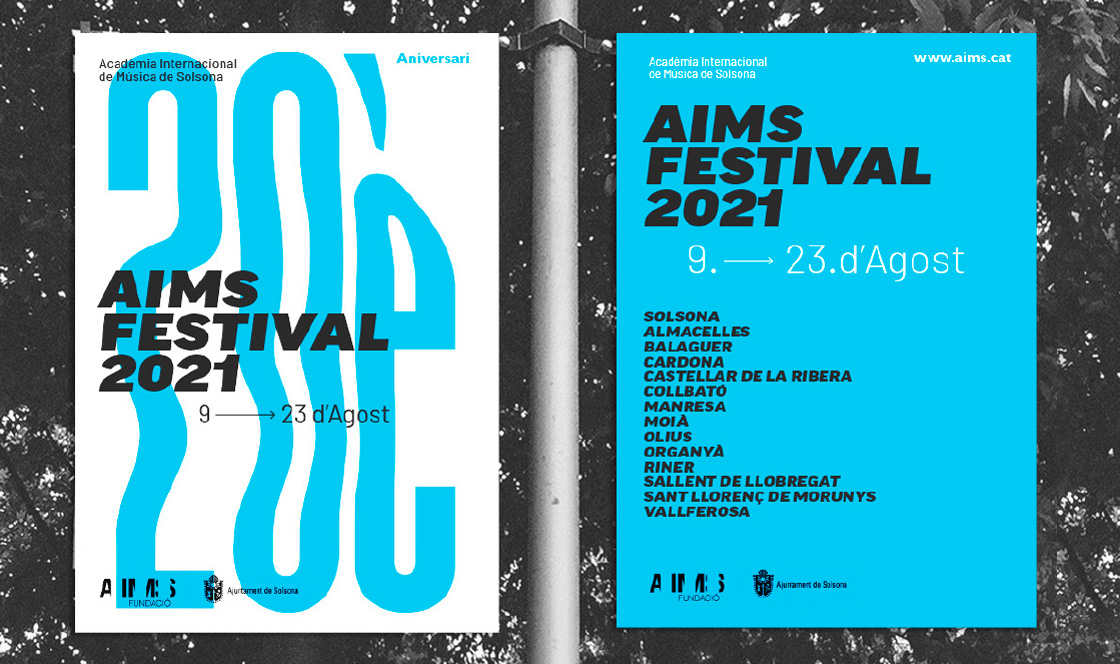 Acadèmia Internacional
de Música de Solsona
Aniversari
20è
AIMS
FESTIVAL
2021
9 → 23 d'Agost
AIMS
FUNDACIÓ
Ajuntament de Solsona
Acadèmia Internacional
de Música de Solsona
www.aims.cat
AIMS
FESTIVAL
2021
9. → 23.d'Agost
SOLSONA
ALMACELLES
BALAGUER
CARDONA
CASTELLAR DE LA RIBERA
COLLBATÓ
MANRESA
MOIÀ
OLIUS
ORGANYÀ
RINER
SALLENT DE LLOBREGAT
SANT LLORENÇ DE MORUNYS
VALLFEROSA
AIMS
FUNDACIÓ
Ajuntament de Solsona